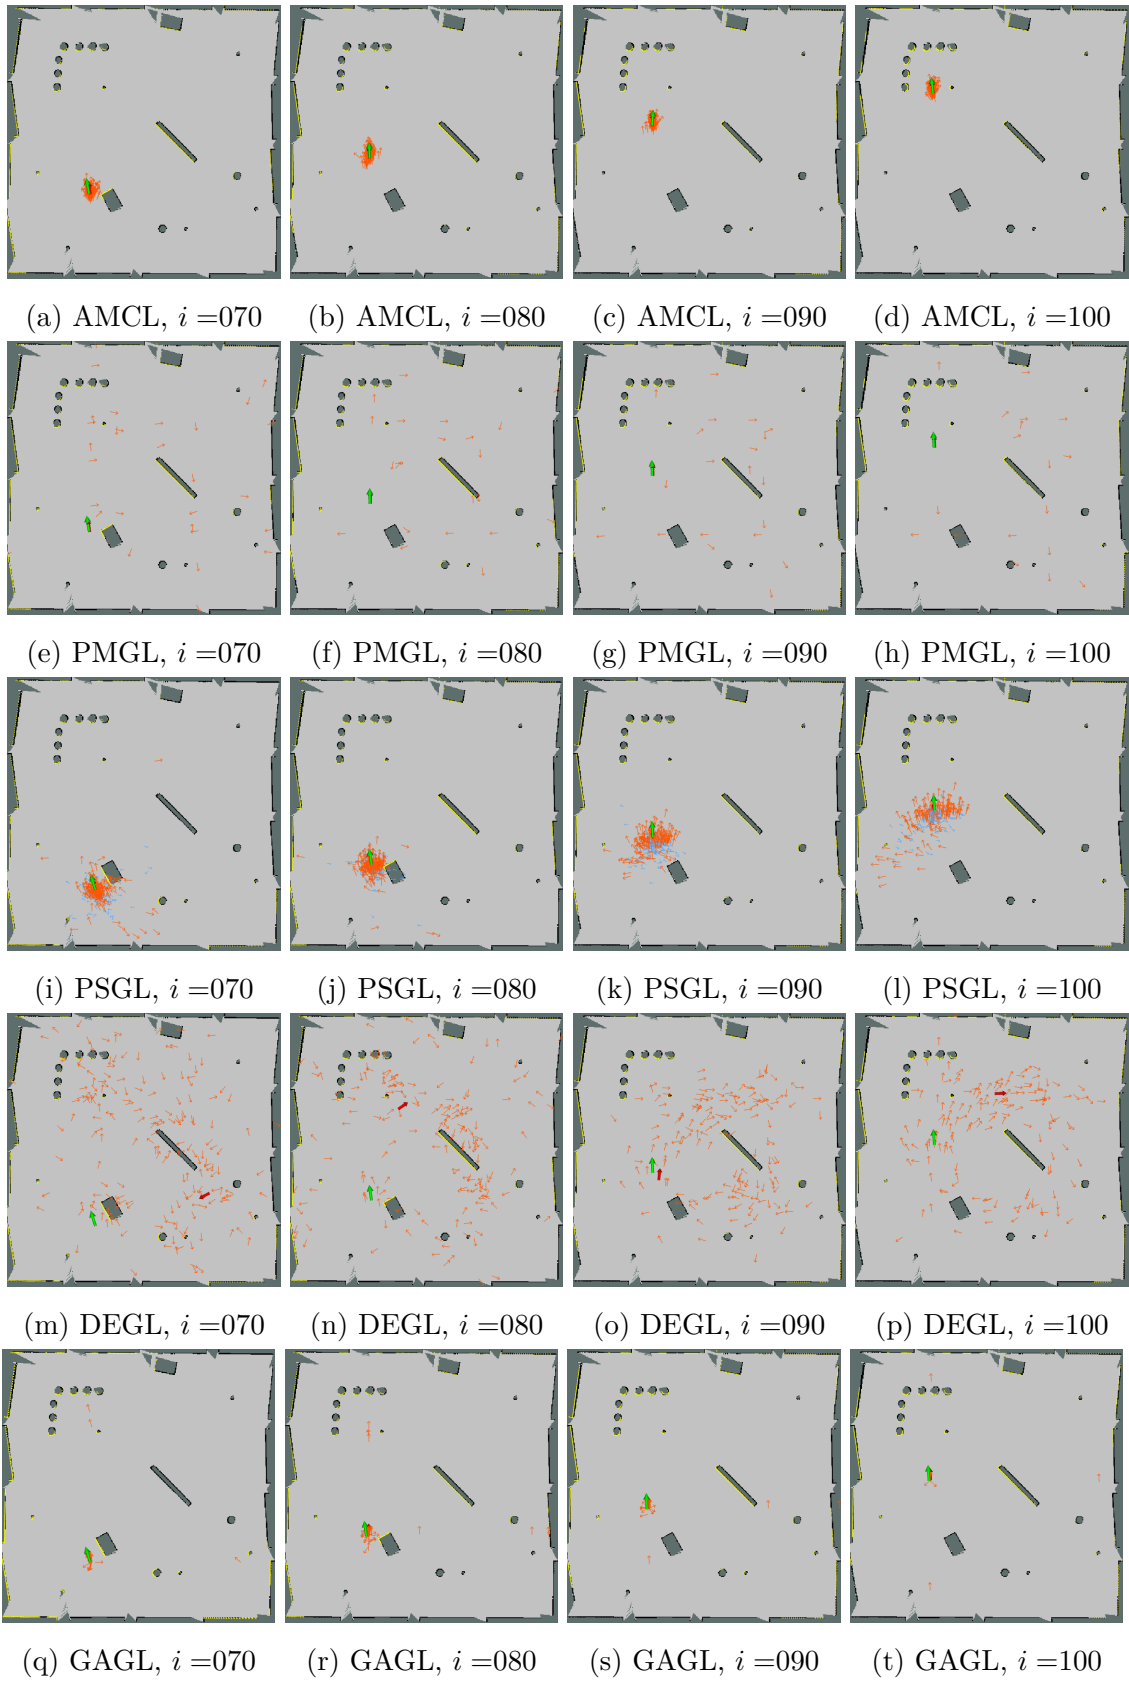 (a) AMCL, i =070 (b) AMCL, i =080 (c) AMCL, i =090 (d) AMCL, i =100
(e) PMGL, i =070 (f) PMGL, i =080 (g) PMGL, i =090 (h) PMGL, i =100
(i) PSGL, i =070 (j) PSGL, i =080 (k) PSGL, i =090 (l) PSGL, i =100
(m) DEGL, i =070 (n) DEGL, i =080 (o) DEGL, i =090 (p) DEGL, i =100
(q) GAGL, i =070 (r) GAGL, i =080 (s) GAGL, i =090 (t) GAGL, i =100